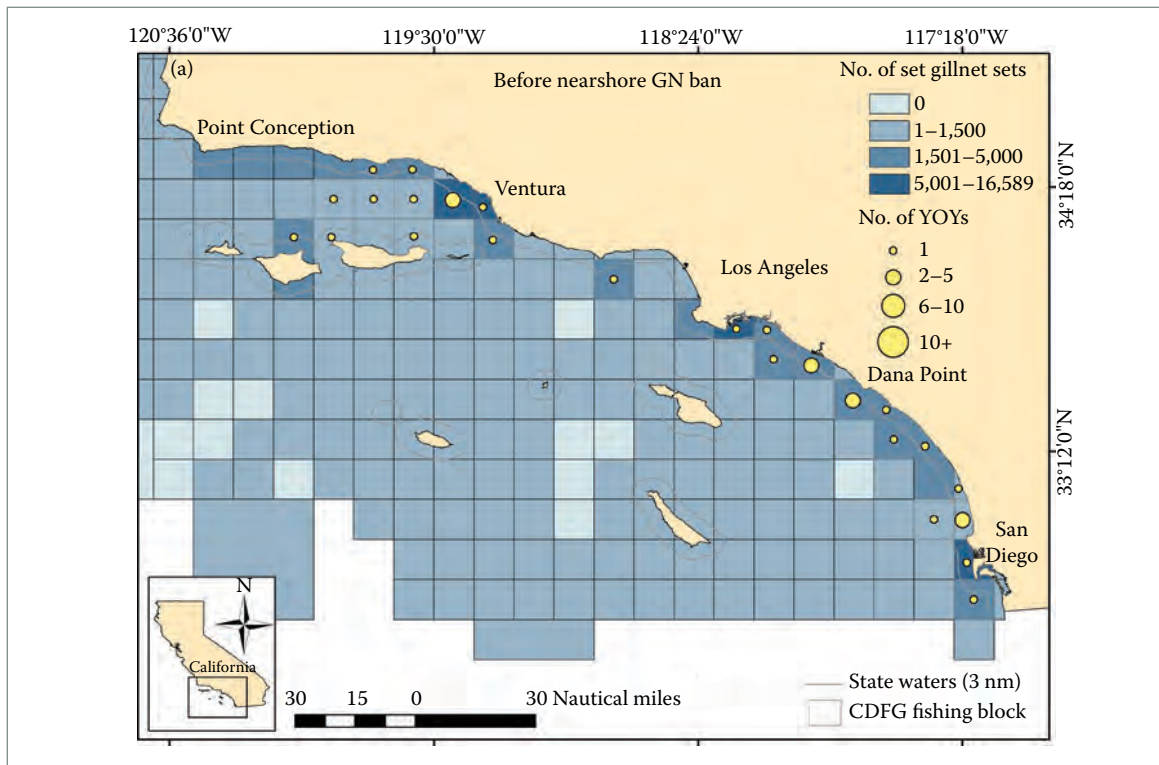 120°36'0"W 119°30'0"W 118°24'0"W 117°18'0"W
(a)
Before nearshore GN ban
No. of set gillnet sets
0
1–1,500
1,501–5,000
5,001–16,589
Point Conception
Ventura
34°18'0"N
No. of YOYs
1
2–5
6–10
10+
Los Angeles
Dana Point
33°12'0"N
San
Diego
N
California
30 15 0 30 Nautical miles
State waters (3 nm)
CDFG fishing block